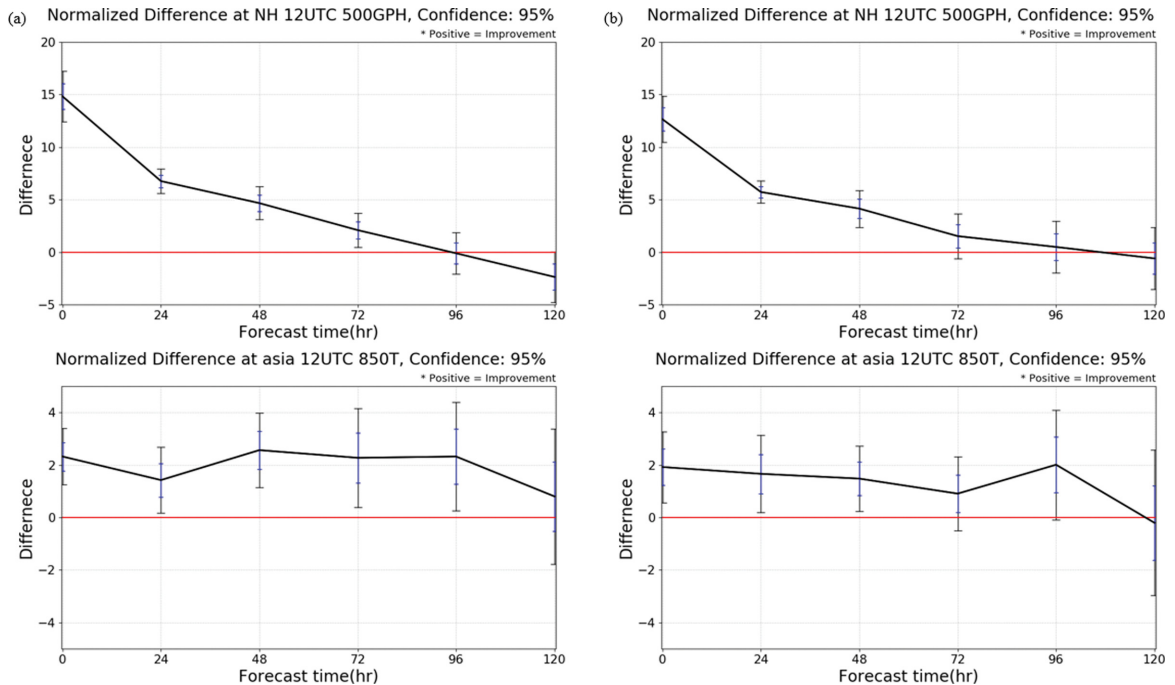 (a)
Normalized Difference at NH 12UTC 500GPH, Confidence: 95%
* Positive = Improvement
20
15
10
5
0
−5
Differnece
0 24 48 72 96 120
Forecast time(hr)
(b)
Normalized Difference at NH 12UTC 500GPH, Confidence: 95%
* Positive = Improvement
20
15
10
5
0
−5
Differnece
0 24 48 72 96 120
Forecast time(hr)
Normalized Difference at asia 12UTC 850T, Confidence: 95%
* Positive = Improvement
4
2
0
−2
−4
Differnece
0 24 48 72 96 120
Forecast time(hr)
Normalized Difference at asia 12UTC 850T, Confidence: 95%
* Positive = Improvement
4
2
0
−2
−4
Differnece
0 24 48 72 96 120
Forecast time(hr)